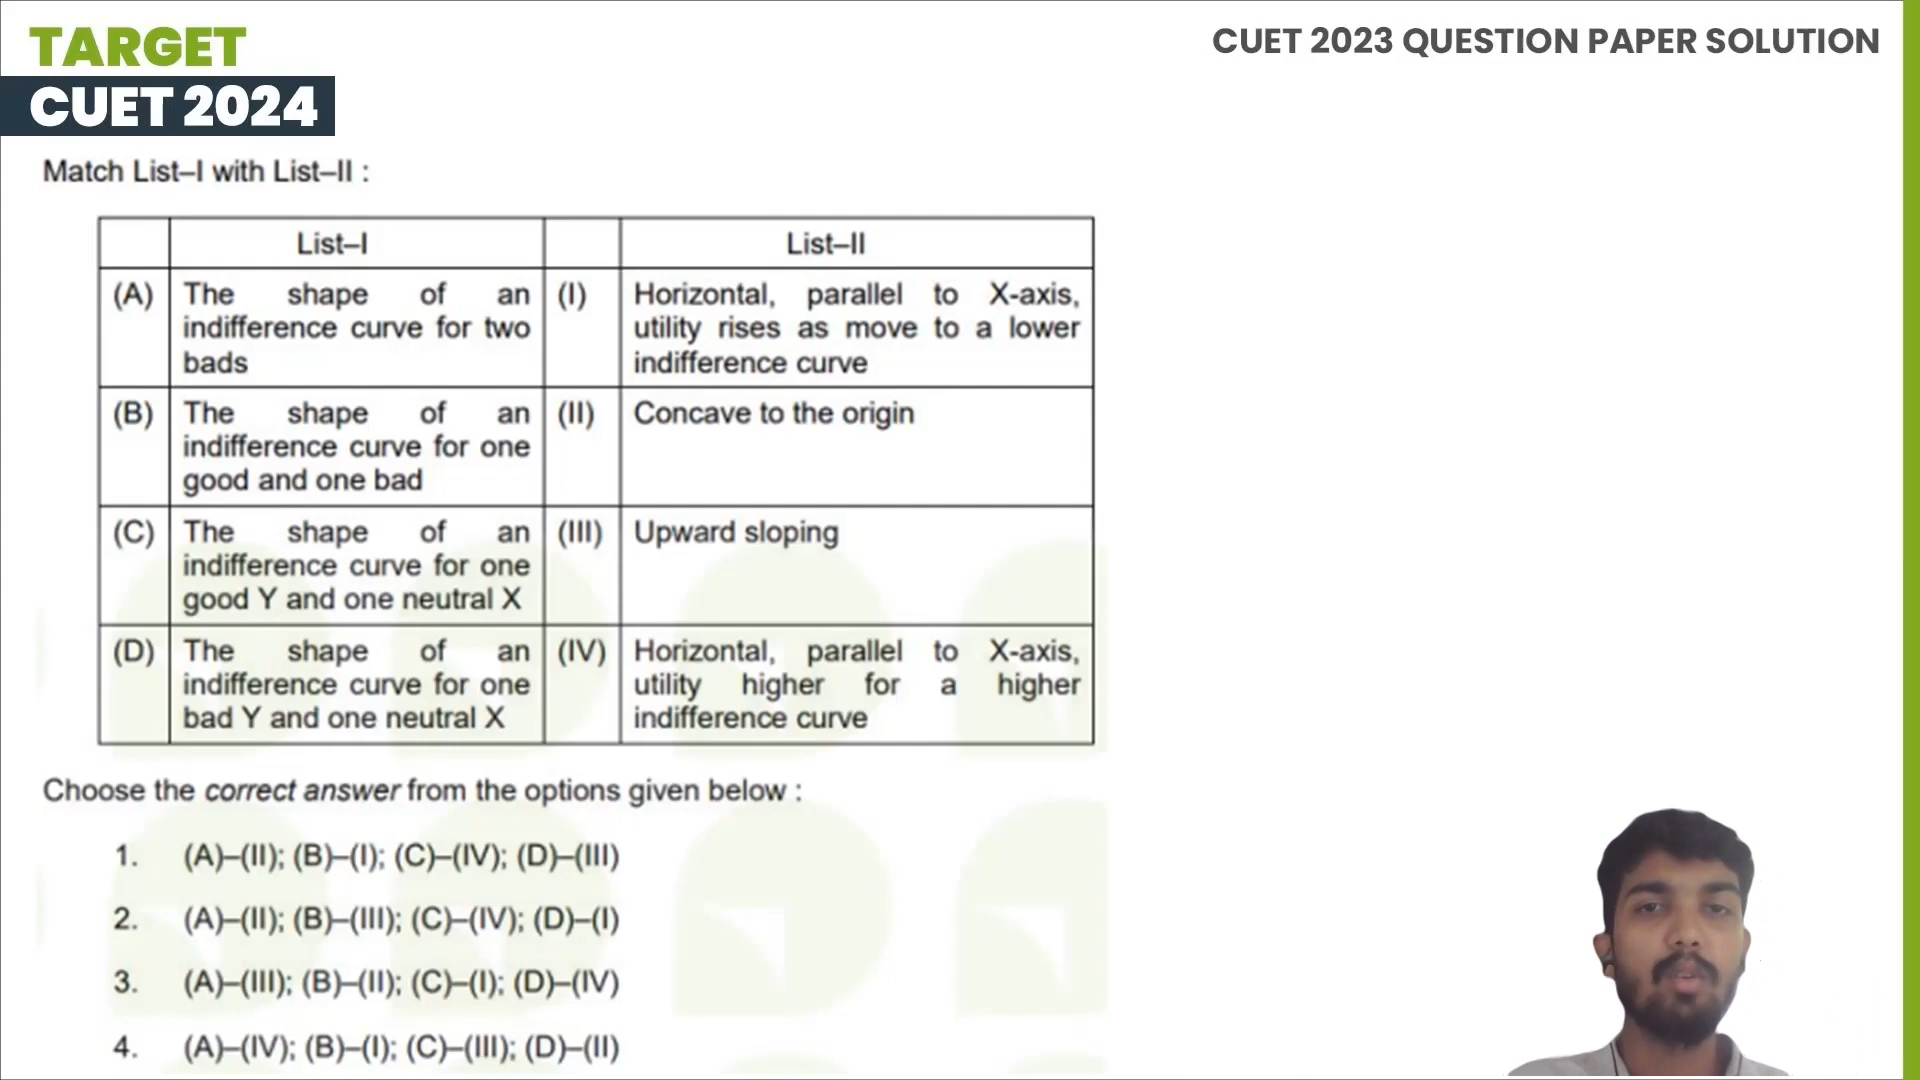 TARGET
CUET 2024
CUET 2023 QUESTION PAPER SOLUTION
Match List–I with List–II :
List–I
List–II
(A) The shape of an
indifference curve for two
bads
(I) Horizontal, parallel to X-axis,
utility rises as move to a lower
indifference curve
(B) The shape of an
indifference curve for one
good and one bad
(II) Concave to the origin
(C) The shape of an
indifference curve for one
good Y and one neutral X
(III) Upward sloping
(D) The shape of an
indifference curve for one
bad Y and one neutral X
(IV) Horizontal, parallel to X-axis,
utility higher for a higher
indifference curve
Choose the correct answer from the options given below :
1. (A)–(II); (B)–(I); (C)–(IV); (D)–(III)
2. (A)–(II); (B)–(III); (C)–(IV); (D)–(I)
3. (A)–(III); (B)–(II); (C)–(I); (D)–(IV)
4. (A)–(IV); (B)–(I); (C)–(III); (D)–(II)